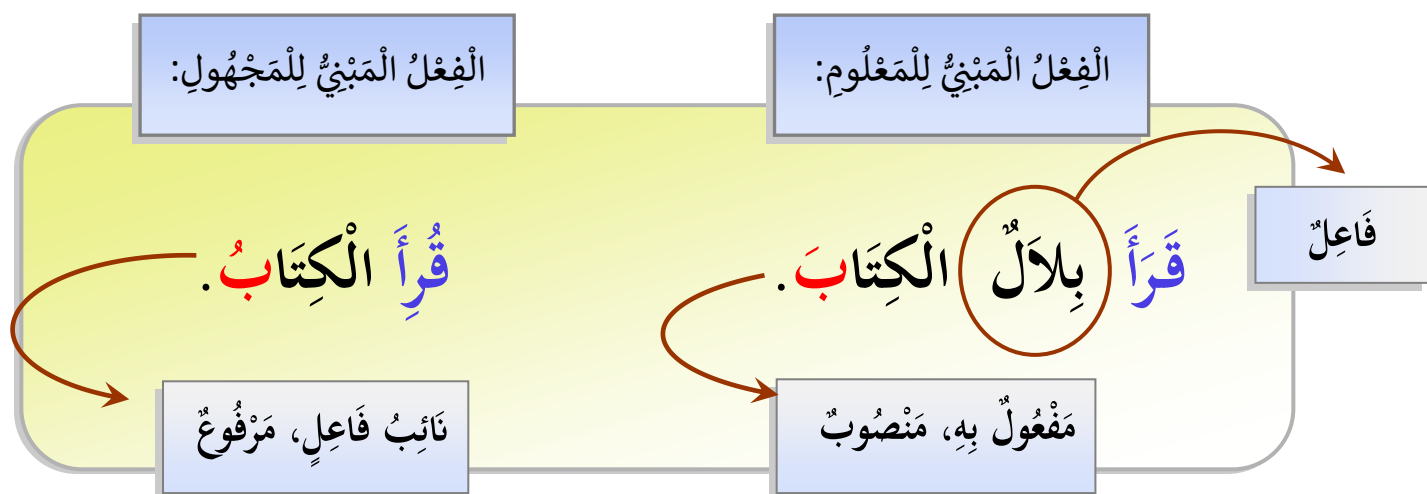 الْفِعْلُ الْمَبْنِيُّ لِلْمَعْلُومِ:
الْفِعْلُ الْمَبْنِيُّ لِلْمَجْهُولِ:
فَاعِلٌ
قَرَأَ بِلاَلٌ الْكِتَابَ.
قُرِأَ الْكِتَابُ.
مَفْعُولٌ بِهِ، مَنْصُوبٌ
نَائِبُ فَاعِلٍ، مَرْفُوعٌ